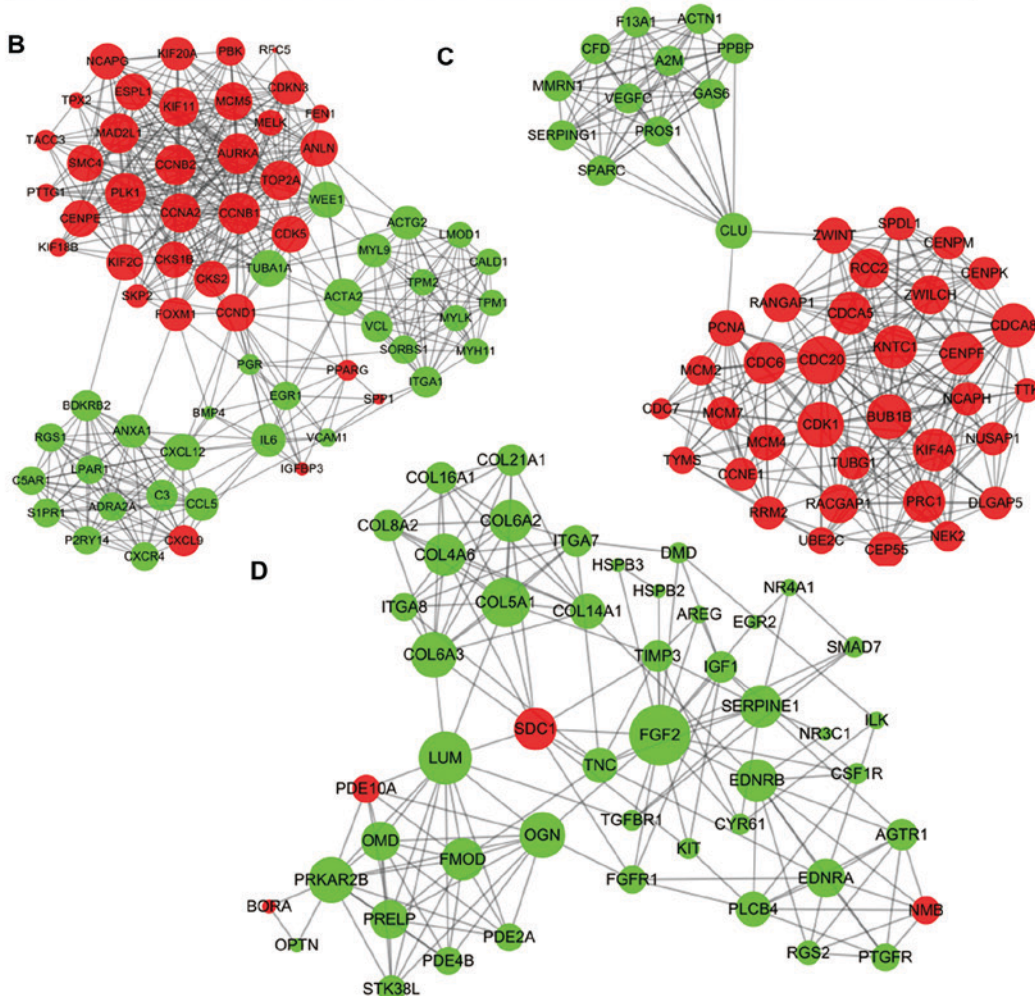 B
NCAPG
KIF20A
PBK
RFC5
TPX2
ESPL1
KIF11
MCM5
CDKN3
FEN1
TACC3
MAD2L1
MELK
SMC4
CCNB2
AURKA
ANLN
PTTG1
PLK1
TOP2A
CENPE
CCNA2
CCNB1
WEE1
KIF18B
CDK5
KIF2C
CKS1B
CKS2
TUBA1A
SKP2
FOXM1
CCND1
ACTG2
LMOD1
MYL9
CALD1
TPM2
ACTA2
TPM1
VCL
MYLK
SORBS1
MYH11
PGR
PPARG
ITGA1
EGR1
SPP1
BMP4
VCAM1
IL6
IGFBP3
BDKRB2
ANXA1
RGS1
CXCL12
LPAR1
C5AR1
C3
CCL5
S1PR1
ADRA2A
P2RY14
CXCL9
CXCR4
C
F13A1
ACTN1
CFD
A2M
PPBP
MMRN1
VEGFC
GAS6
SERPING1
PROS1
SPARC
CLU
ZWINT
SPDL1
CENPM
RCC2
CENPK
RANGAP1
ZWILCH
CDCA5
CDCA8
PCNA
KNTC1
CDC6
CDC20
CENPF
MCM2
TTK
NCAPH
CDC7
MCM7
CDK1
BUB1B
NUSAP1
MCM4
KIF4A
TYMS
CCNE1
TUBG1
RACGAP1
PRC1
DLGAP5
RRM2
UBE2C
NEK2
CEP55
D
COL21A1
COL16A1
COL8A2
COL6A2
ITGA7
COL4A6
DMD
HSPB3
HSPB2
NR4A1
ITGA8
COL5A1
COL14A1
AREG
EGR2
COL6A3
TIMP3
IGF1
SMAD7
SERPINE1
SDC1
FGF2
NR3C1
ILK
LUM
TNC
EDNRB
CSF1R
PDE10A
TGFBR1
CYR61
OMD
OGN
KIT
AGTR1
FMOD
PRKAR2B
FGFR1
EDNRA
BORA
PRELP
PLCB4
NMB
OPTN
PDE2A
PDE4B
RGS2
PTGFR
STK38L